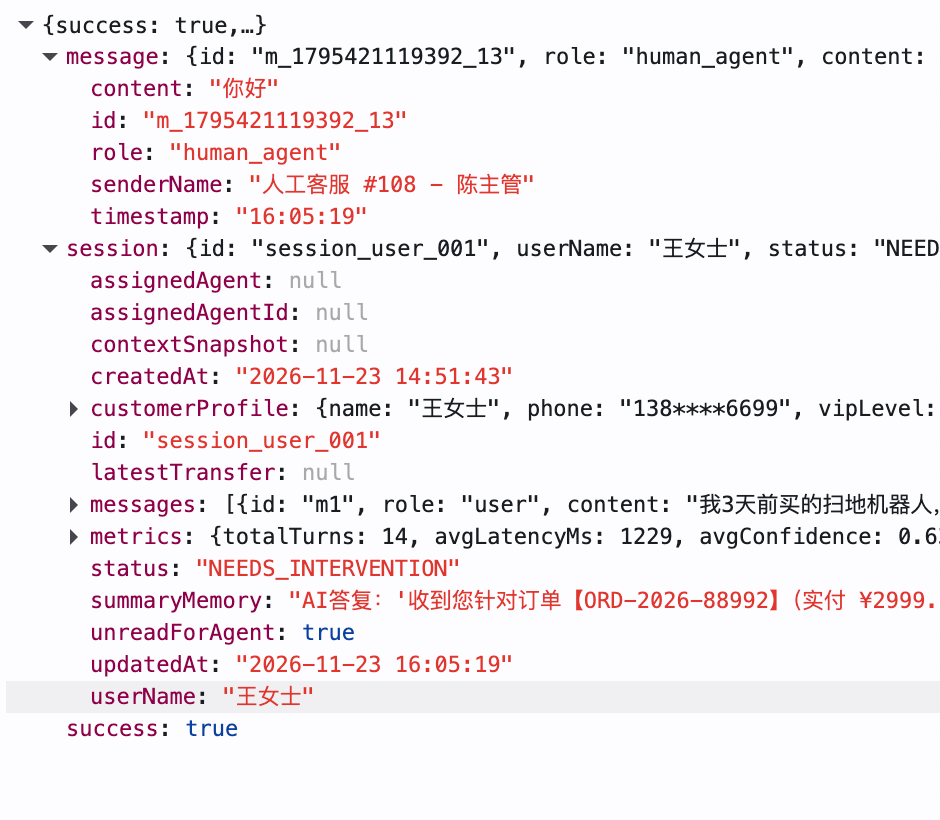 {success: true,…}
message: {id: "m_1795421119392_13", role: "human_agent", content:
content: "你好"
id: "m_1795421119392_13"
role: "human_agent"
senderName: "人工客服 #108 - 陈主管"
timestamp: "16:05:19"
session: {id: "session_user_001", userName: "王女士", status: "NEED
assignedAgent: null
assignedAgentId: null
contextSnapshot: null
createdAt: "2026-11-23 14:51:43"
customerProfile: {name: "王女士", phone: "138****6699", vipLevel:
id: "session_user_001"
latestTransfer: null
messages: [{id: "m1", role: "user", content: "我3天前买的扫地机器人,
metrics: {totalTurns: 14, avgLatencyMs: 1229, avgConfidence: 0.63
status: "NEEDS_INTERVENTION"
summaryMemory: "AI答复: '收到您针对订单【ORD-2026-88992】(实付 ¥2999.
unreadForAgent: true
updatedAt: "2026-11-23 16:05:19"
userName: "王女士"
success: true